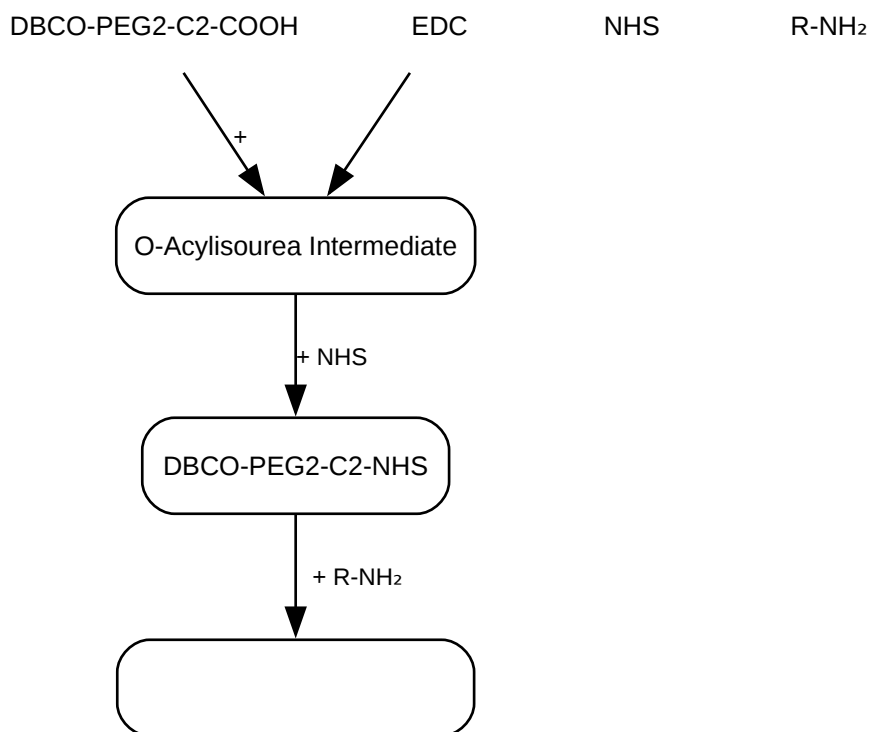 DBCO-PEG2-C2-COOH EDC NHS R-NH₂
+
O-Acylisourea Intermediate
+ NHS
DBCO-PEG2-C2-NHS
+ R-NH₂